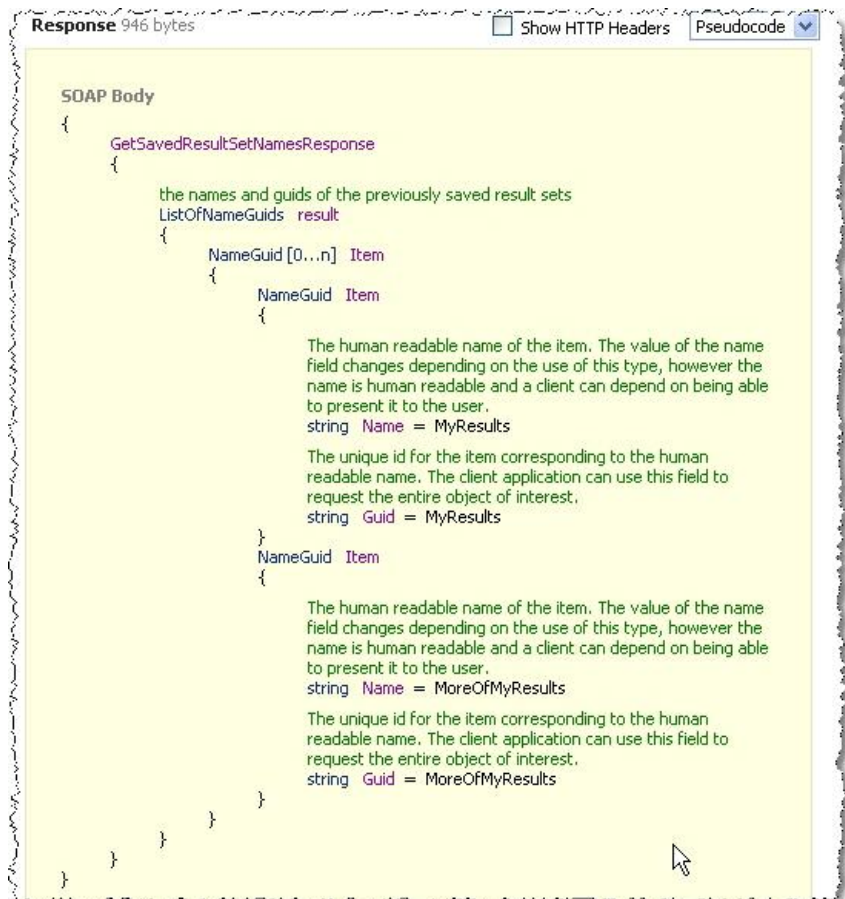 Response 946 bytes Show HTTP Headers Pseudocode
SOAP Body
{
GetSavedResultSetNamesResponse
{
the names and guids of the previously saved result sets
ListOfNameGuids result
{
NameGuid [0...n] Item
{
NameGuid Item
{
The human readable name of the item. The value of the name
field changes depending on the use of this type, however the
name is human readable and a client can depend on being able
to present it to the user.
string Name = MyResults
The unique id for the item corresponding to the human
readable name. The client application can use this field to
request the entire object of interest.
string Guid = MyResults
}
NameGuid Item
{
The human readable name of the item. The value of the name
field changes depending on the use of this type, however the
name is human readable and a client can depend on being able
to present it to the user.
string Name = MoreOfMyResults
The unique id for the item corresponding to the human
readable name. The client application can use this field to
request the entire object of interest.
string Guid = MoreOfMyResults
}
}
}
}
}